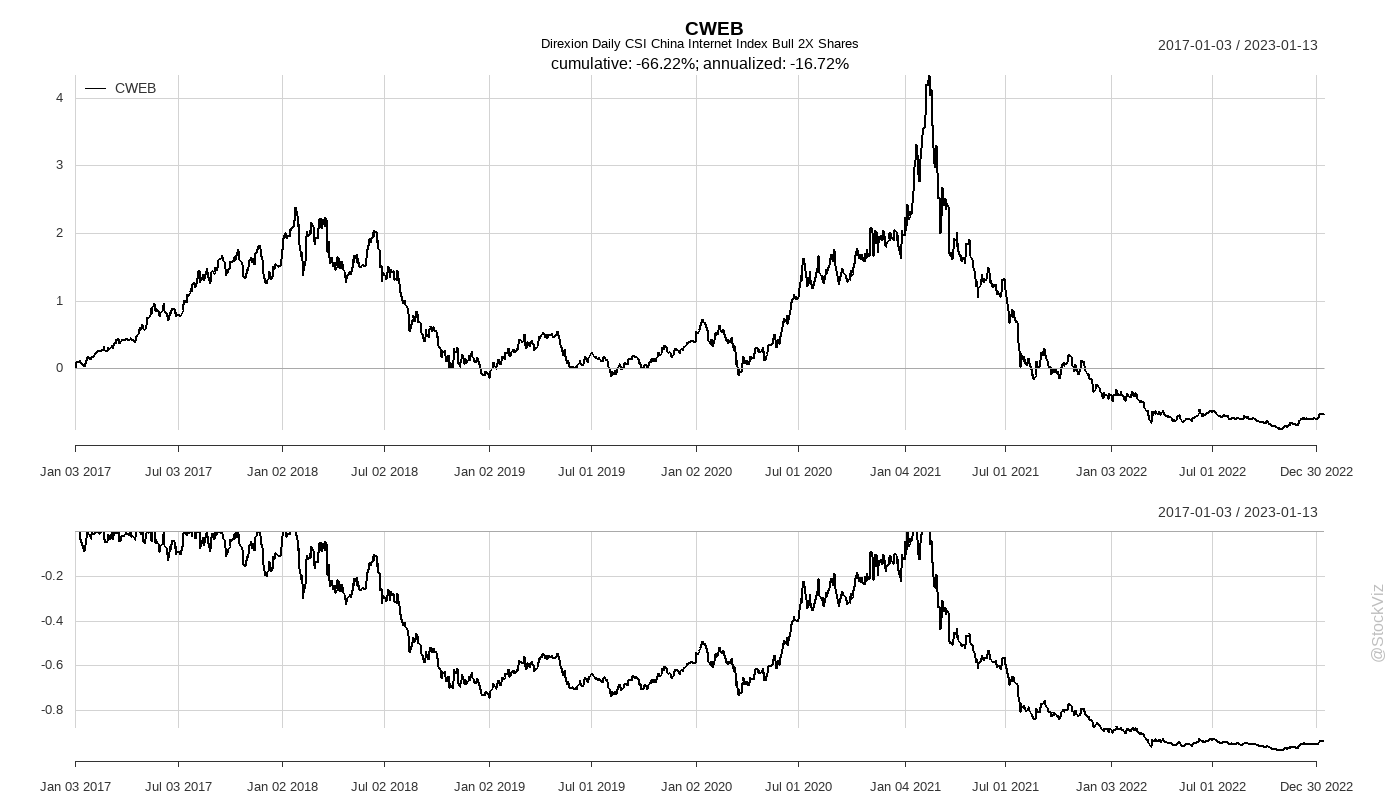 CWEB
Direxion Daily CSI China Internet Index Bull 2X Shares
2017-01-03 / 2023-01-13
cumulative: -66.22%; annualized: -16.72%
CWEB
4
3
2
1
0
Jan 03 2017 Jul 03 2017 Jan 02 2018 Jul 02 2018 Jan 02 2019 Jul 01 2019 Jan 02 2020 Jul 01 2020 Jan 04 2021 Jul 01 2021 Jan 03 2022 Jul 01 2022 Dec 30 2022
2017-01-03 / 2023-01-13
-0.2
-0.4
-0.6
-0.8
Jan 03 2017 Jul 03 2017 Jan 02 2018 Jul 02 2018 Jan 02 2019 Jul 01 2019 Jan 02 2020 Jul 01 2020 Jan 04 2021 Jul 01 2021 Jan 03 2022 Jul 01 2022 Dec 30 2022
@StockViz